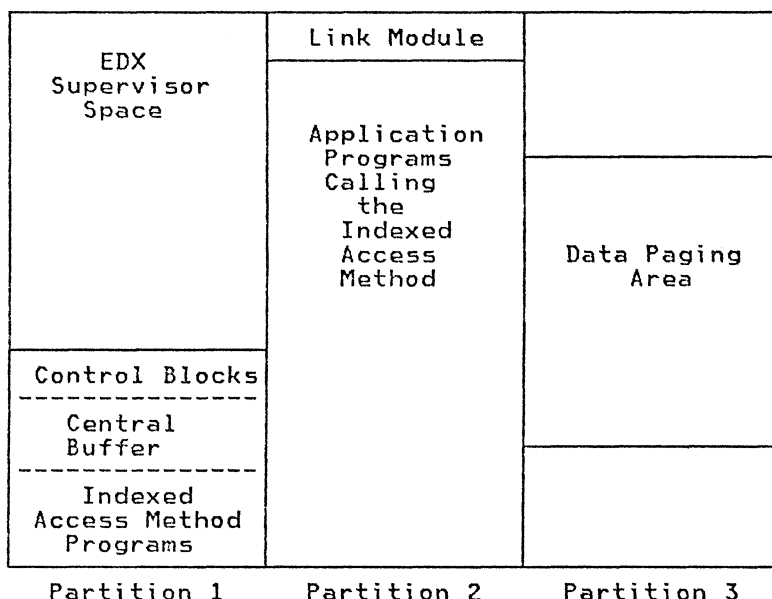 EDX
Supervisor
Space
Control Blocks
Central
Buffer
Indexed
Access Method
Programs
Partition 1
Link Module
Application
Programs
Calling
the
Indexed
Access
Method
Partition 2
Data Paging
Area
Partition 3